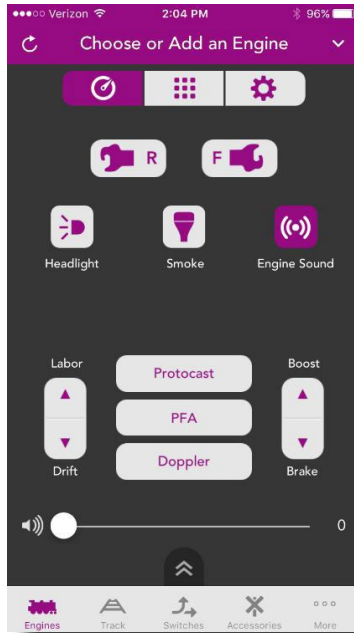 Verizon 2:04 PM 96%
Choose or Add an Engine
R F
Headlight Smoke Engine Sound
Labor Boost
Protocast
PFA
Doppler
Drift Brake
0
Engines Track Switches Accessories More